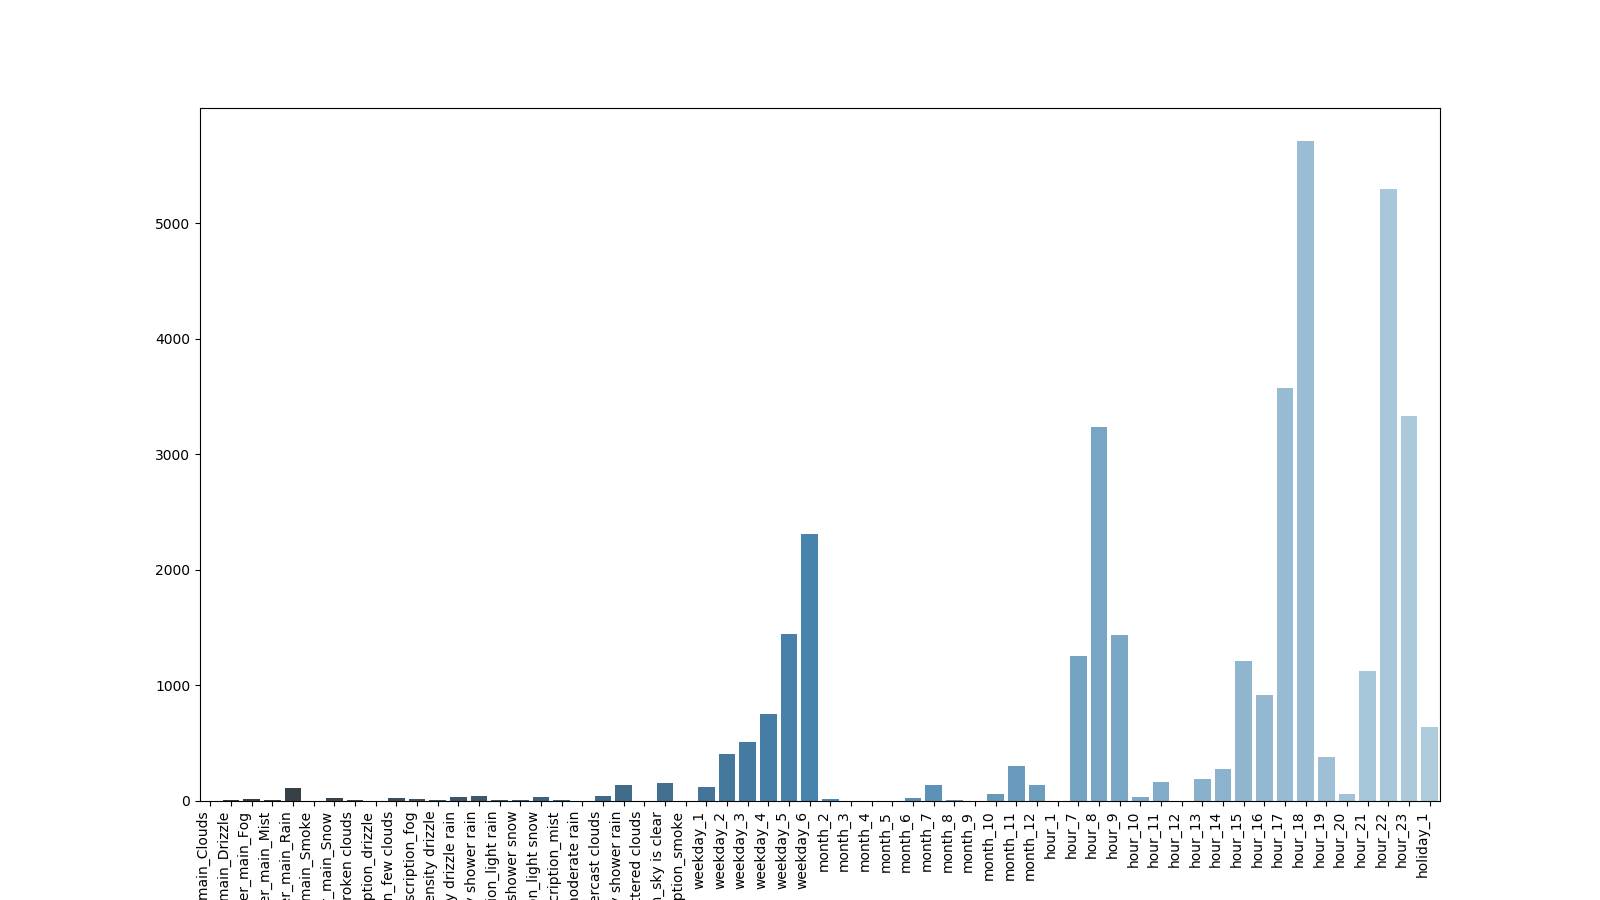 5000
4000
3000
2000
1000
0
main_Clouds
main_Drizzle
er_main_Fog
er_main_Mist
er_main_Rain
main_Smoke
_main_Snow
roken clouds
ption_drizzle
n_few clouds
scription_fog
ensity drizzle
y drizzle rain
y shower rain
ion_light rain
shower snow
on_light snow
cription_mist
moderate rain
ercast clouds
y shower rain
ttered clouds
n_sky is clear
ption_smoke
weekday_1
weekday_2
weekday_3
weekday_4
weekday_5
weekday_6
month_2
month_3
month_4
month_5
month_6
month_7
month_8
month_9
month_10
month_11
month_12
hour_1
hour_7
hour_8
hour_9
hour_10
hour_11
hour_12
hour_13
hour_14
hour_15
hour_16
hour_17
hour_18
hour_19
hour_20
hour_21
hour_22
hour_23
holiday_1